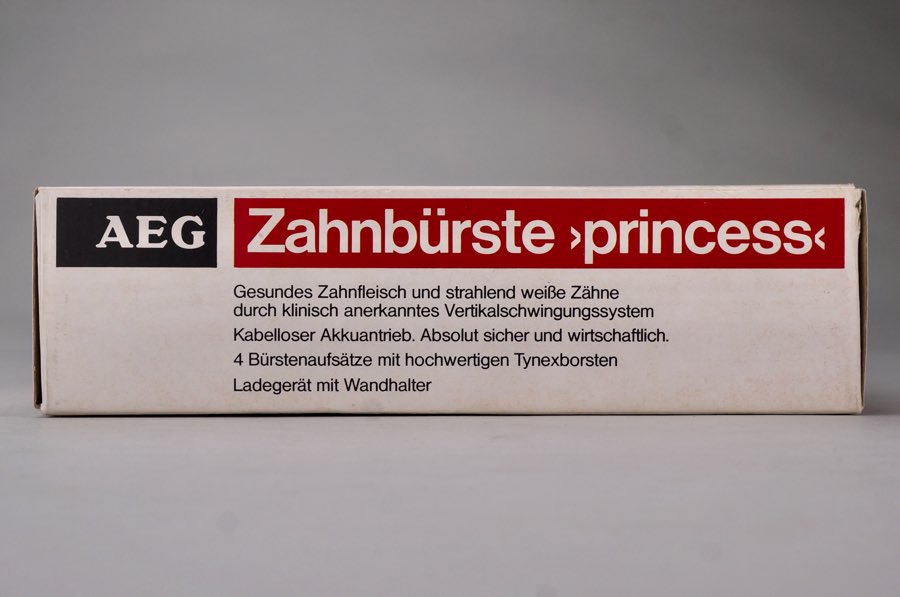 AEG
Zahnbürste ›princess‹
Gesundes Zahnfleisch und strahlend weiße Zähne
durch klinisch anerkanntes Vertikalschwingungssystem
Kabelloser Akkuantrieb. Absolut sicher und wirtschaftlich.
4 Bürstenaufsätze mit hochwertigen Tynexborsten
Ladegerät mit Wandhalter